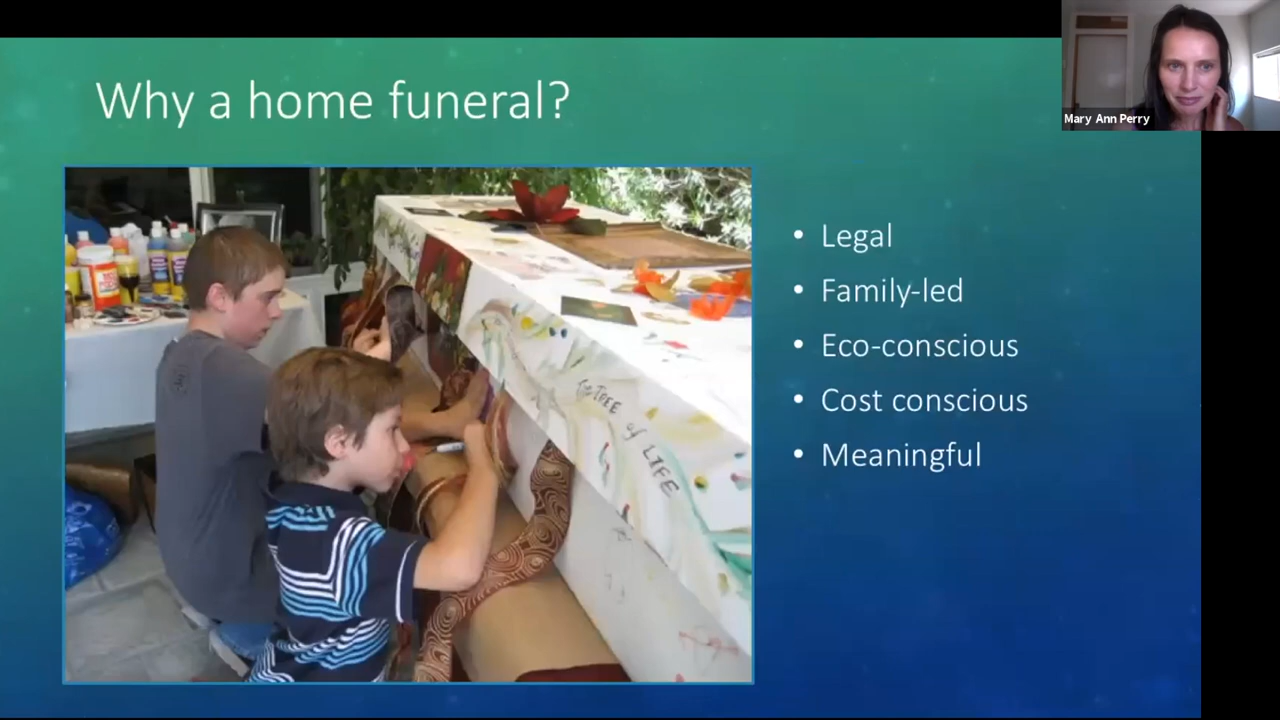 Why a home funeral?
Mary Ann Perry
THE TREE
of LIFE
Legal
Family-led
Eco-conscious
Cost conscious
Meaningful